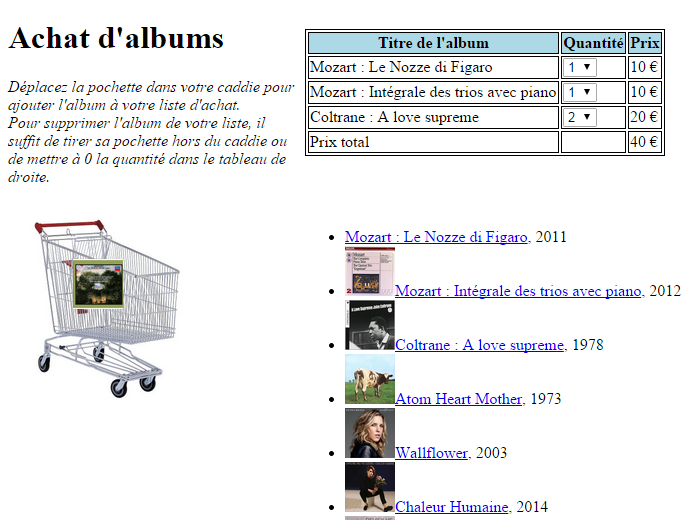 Achat d'albums
Déplacez la pochette dans votre caddie pour
ajouter l'album à votre liste d'achat.
Pour supprimer l'album de votre liste, il
suffit de tirer sa pochette hors du caddie ou
de mettre à 0 la quantité dans le tableau de
droite.
Titre de l'album Quantité Prix
Mozart : Le Nozze di Figaro 1 10 €
Mozart : Intégrale des trios avec piano 1 10 €
Coltrane : A love supreme 2 20 €
Prix total 40 €
Mozart : Le Nozze di Figaro, 2011
Mozart : Intégrale des trios avec piano, 2012
Coltrane : A love supreme, 1978
Atom Heart Mother, 1973
Wallflower, 2003
Chaleur Humaine, 2014